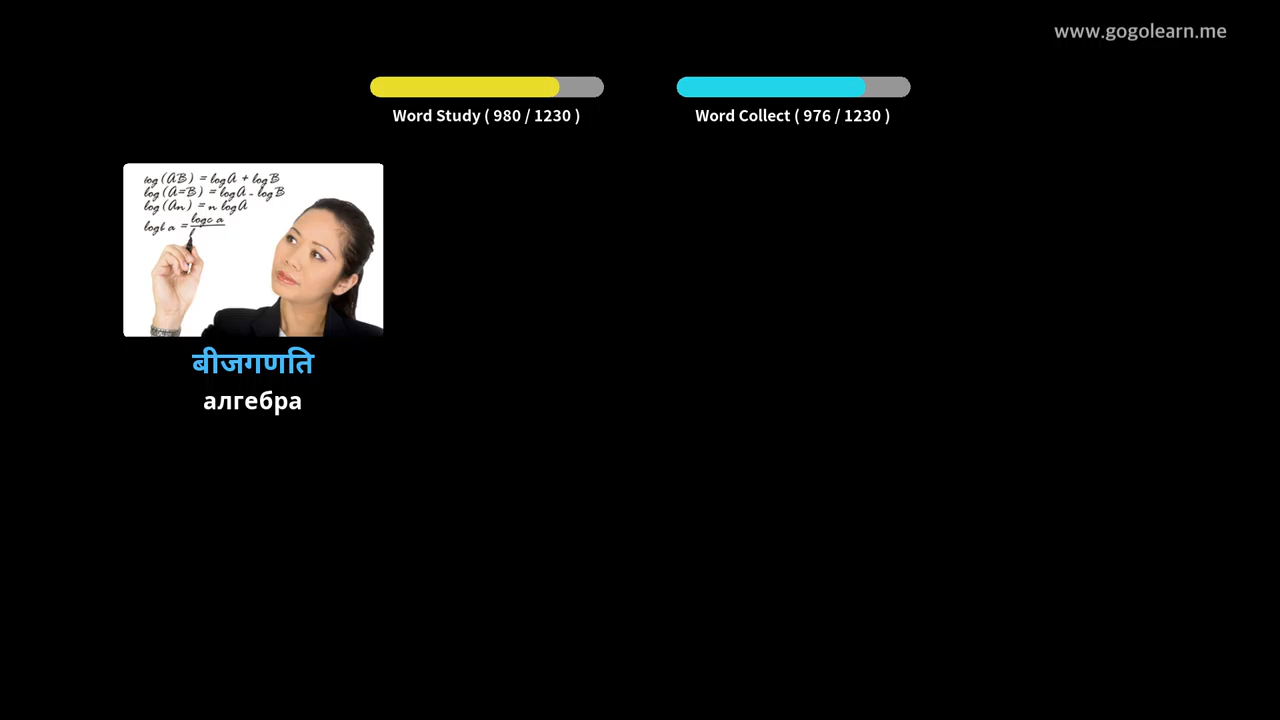 www.gogolearn.me
Word Study ( 980 / 1230 )
Word Collect ( 976 / 1230 )
log (AB) = logA + logB
log (A=B) = logA - logB
log (An) = n logA
logb a = logc a
बीजगणति
алгебра